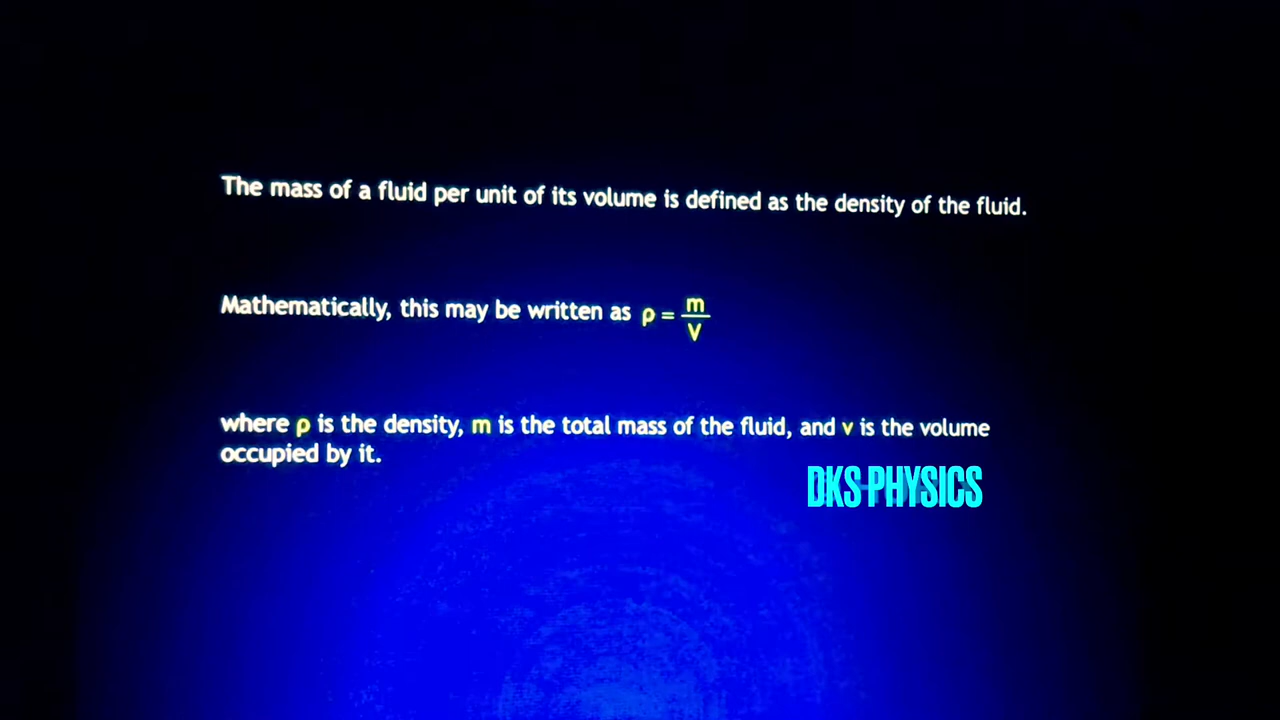 The mass of a fluid per unit of its volume is defined as the density of the fluid.
Mathematically, this may be written as ρ = m/V
where ρ is the density, m is the total mass of the fluid, and v is the volume
occupied by it.
DKS PHYSICS